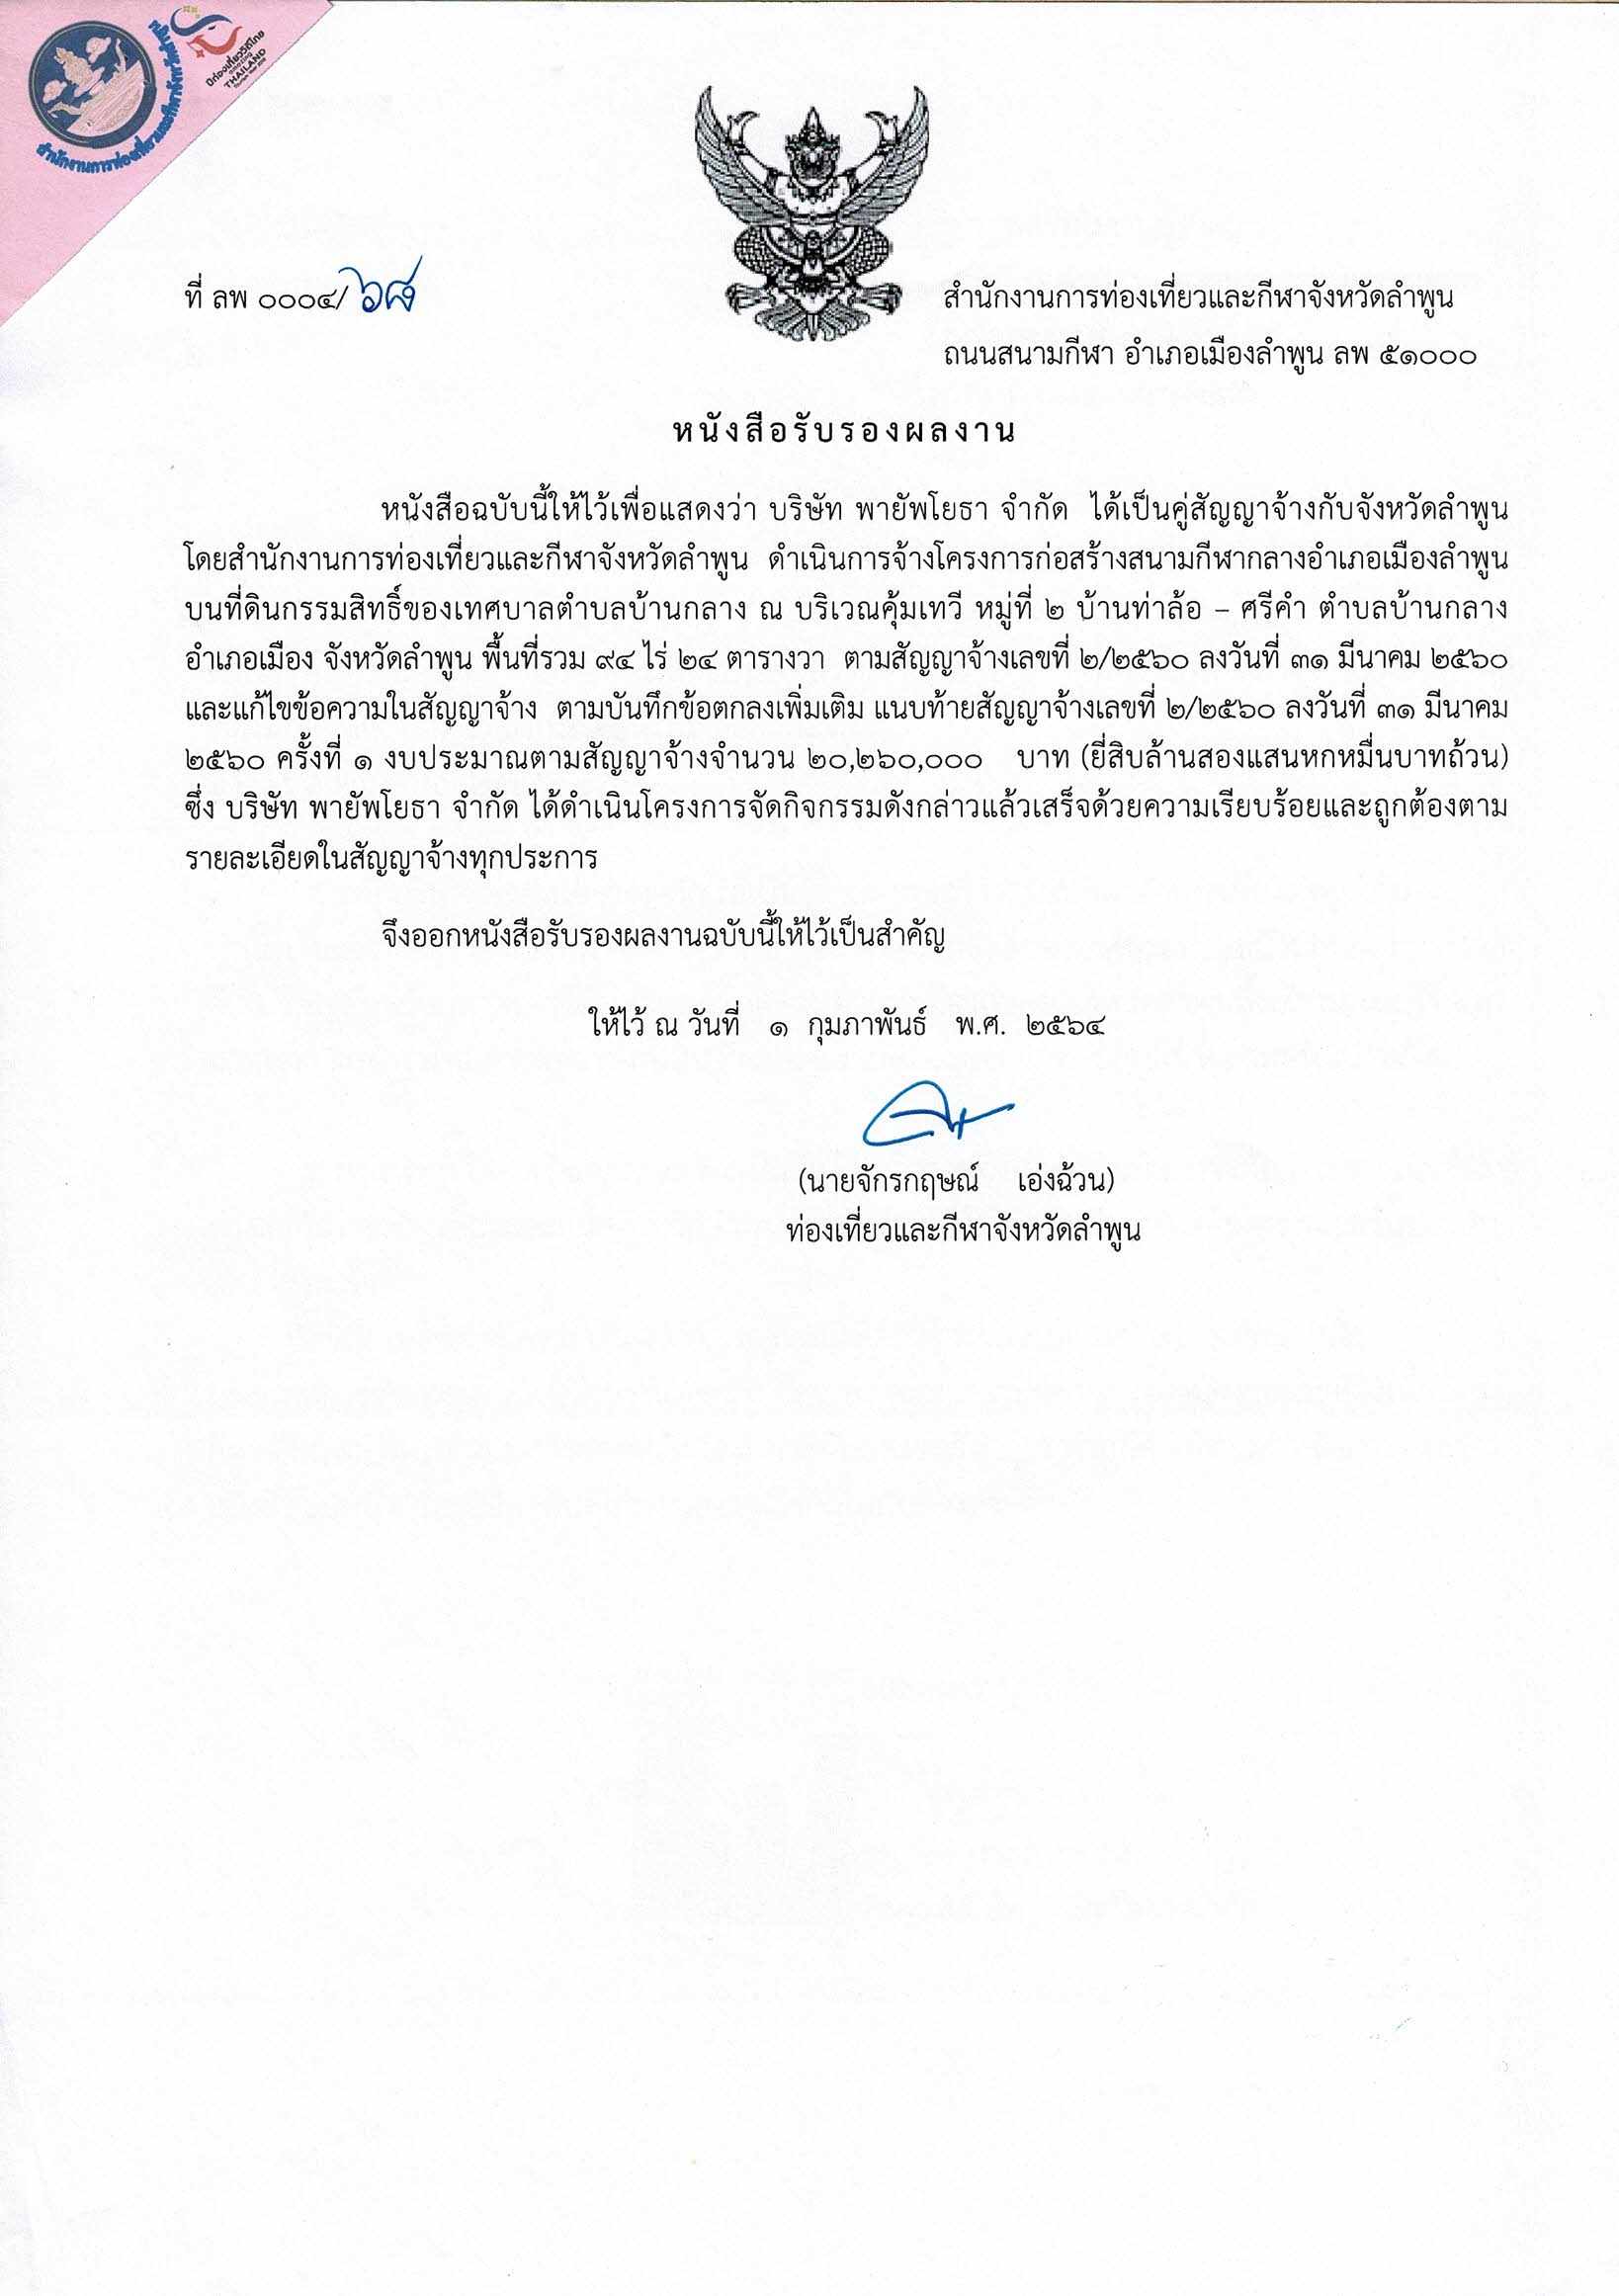 สำนักงานการท่องเที่ยวและกีฬาจังหวัดลำพูน
ปีท่องเที่ยววิถีไทย
THAILAND
ที่ ลพ ๐๐๐๔/๖๘
สำนักงานการท่องเที่ยวและกีฬาจังหวัดลำพูน
ถนนสนามกีฬา อำเภอเมืองลำพูน ลพ ๕๑๐๐๐
หนังสือรับรองผลงาน
หนังสือฉบับนี้ให้ไว้เพื่อแสดงว่า บริษัท พายัพโยธา จำกัด ได้เป็นคู่สัญญาจ้างกับจังหวัดลำพูน
โดยสำนักงานการท่องเที่ยวและกีฬาจังหวัดลำพูน ดำเนินการจ้างโครงการก่อสร้างสนามกีฬากลางอำเภอเมืองลำพูน
บนที่ดินกรรมสิทธิ์ของเทศบาลตำบลบ้านกลาง ณ บริเวณคุ้มเทวี หมู่ที่ ๒ บ้านท่าล้อ – ศรีคำ ตำบลบ้านกลาง
อำเภอเมือง จังหวัดลำพูน พื้นที่รวม ๙๔ ไร่ ๒๔ ตารางวา ตามสัญญาจ้างเลขที่ ๒/๒๕๖๐ ลงวันที่ ๓๑ มีนาคม ๒๕๖๐
และแก้ไขข้อความในสัญญาจ้าง ตามบันทึกข้อตกลงเพิ่มเติม แนบท้ายสัญญาจ้างเลขที่ ๒/๒๕๖๐ ลงวันที่ ๓๑ มีนาคม
๒๕๖๐ ครั้งที่ ๑ งบประมาณตามสัญญาจ้างจำนวน ๒๐,๒๖๐,๐๐๐ บาท (ยี่สิบล้านสองแสนหกหมื่นบาทถ้วน)
ซึ่ง บริษัท พายัพโยธา จำกัด ได้ดำเนินโครงการจัดกิจกรรมดังกล่าวแล้วเสร็จด้วยความเรียบร้อยและถูกต้องตาม
รายละเอียดในสัญญาจ้างทุกประการ
จึงออกหนังสือรับรองผลงานฉบับนี้ให้ไว้เป็นสำคัญ
ให้ไว้ ณ วันที่ ๑ กุมภาพันธ์ พ.ศ. ๒๕๖๔
(นายจักรกฤษณ์ เอ่งฉ้วน)
ท่องเที่ยวและกีฬาจังหวัดลำพูน